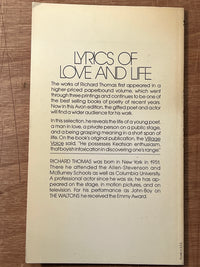 LYRICS OF
LOVE AND LIFE
The works of Richard Thomas first appeared in a
higher-priced paperbound volume, which went
through three printings and continues to be one of
the best selling books of poetry of recent years.
Now in this Avon edition, the gifted poet and actor
will find a wider audience for his work.
In this selection, he reveals the life of a young poet,
a man in love, a private person on a public stage,
and a being grasping meaning in a short span of
life. On the book's original publication, the Village
Voice said: "He possesses Keatsian enthusiasm,
that boyish intoxication in discovering one's range!"
RICHARD THOMAS was born in New York in 1951.
There he attended the Allen-Stevenson and
McBurney Schools as well as Columbia University.
A professional actor since he was six, he has ap-
peared on the stage, in motion pictures, and on
television. For his performance as John-Boy on
THE WALTONS he received the Emmy Award.